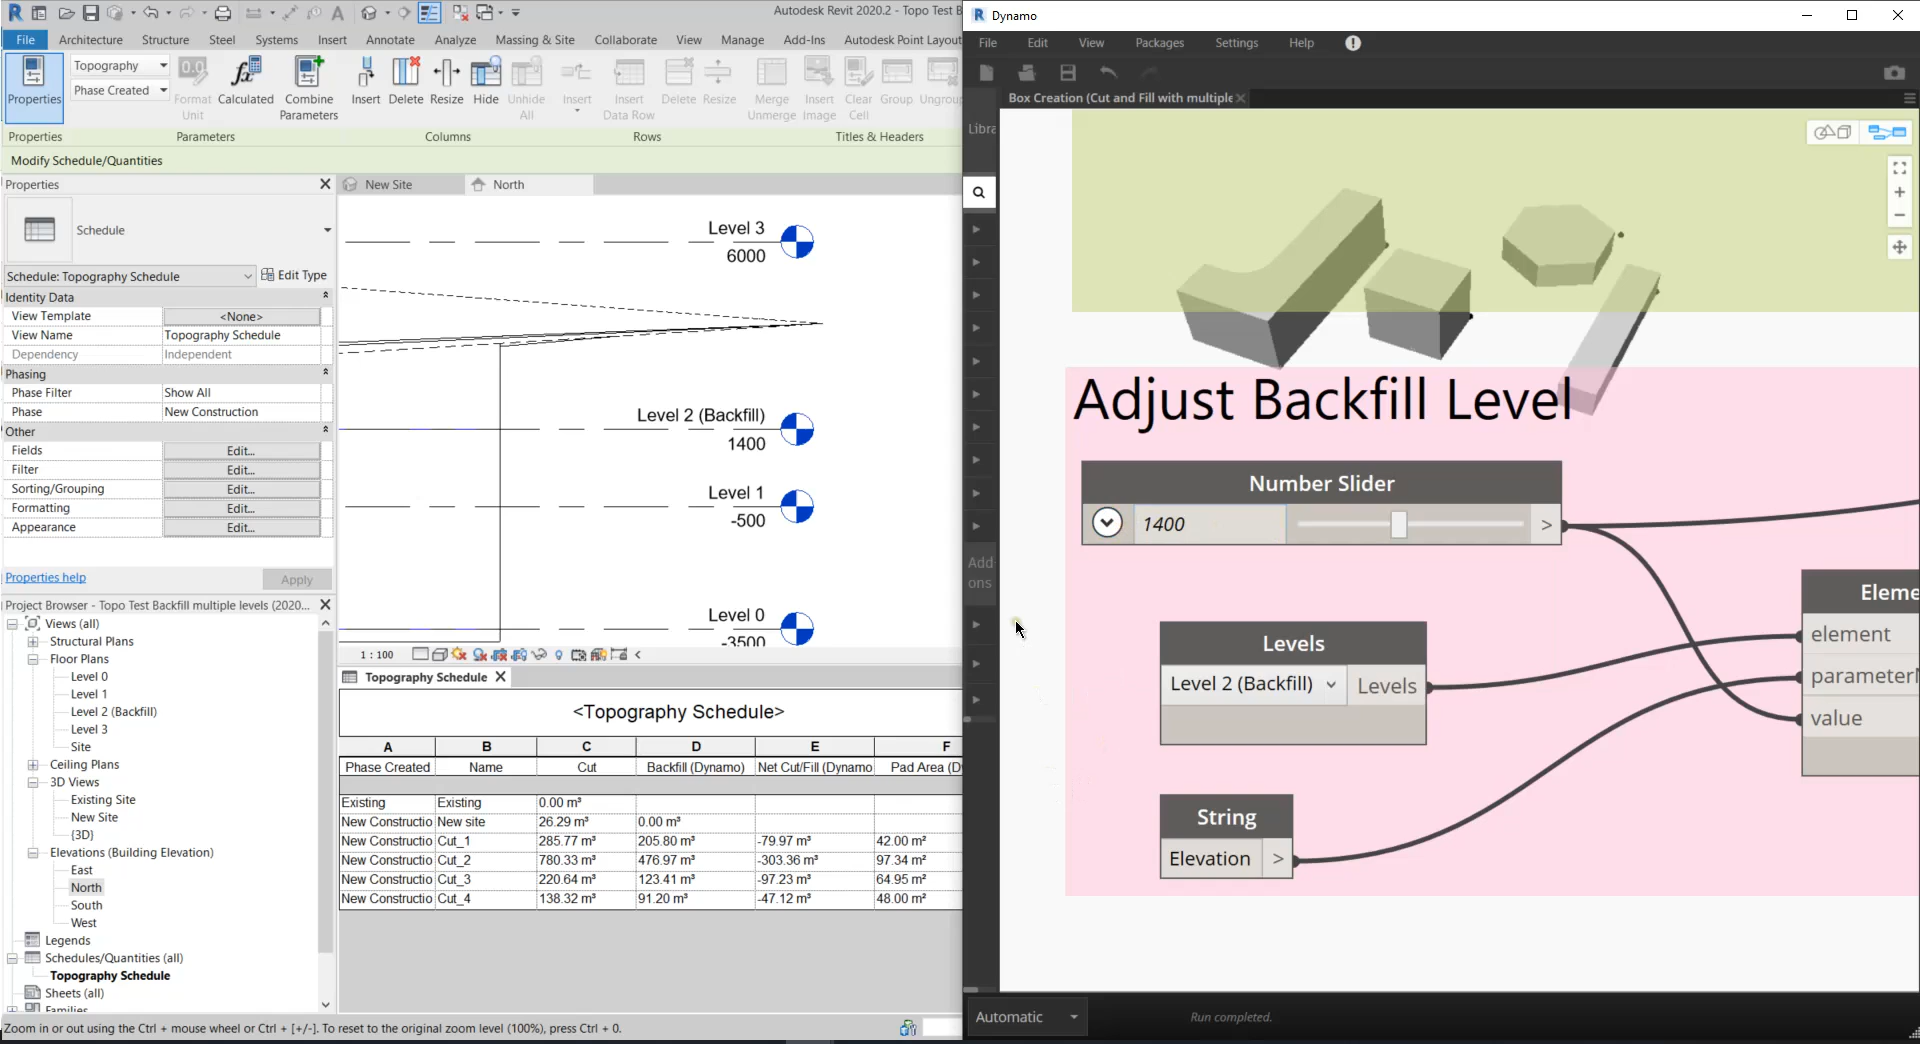 Autodesk Revit 2020.2 - Topo Test B
File Architecture Structure Steel Systems Insert Annotate Analyze Massing & Site Collaborate View Manage Add-Ins Autodesk Point Layout
Properties
Topography
Phase Created
Format Unit
Calculated
Combine Parameters
Insert Delete Resize Hide Unhide All
Insert Insert Data Row Delete Resize
Merge Unmerge Insert Image Clear Cell Group Ungroup
Properties Parameters Columns Rows Titles & Headers
Modify Schedule/Quantities
Properties
Schedule
Schedule: Topography Schedule Edit Type
Identity Data
View Template <None>
View Name Topography Schedule
Dependency Independent
Phasing
Phase Filter Show All
Phase New Construction
Other
Fields Edit...
Filter Edit...
Sorting/Grouping Edit...
Formatting Edit...
Appearance Edit...
Properties help Apply
Project Browser - Topo Test Backfill multiple levels (2020...
Views (all)
Structural Plans
Floor Plans
Level 0
Level 1
Level 2 (Backfill)
Level 3
Site
Ceiling Plans
3D Views
Existing Site
New Site
{3D}
Elevations (Building Elevation)
East
North
South
West
Legends
Schedules/Quantities (all)
Topography Schedule
Sheets (all)
Families
Zoom in or out using the Ctrl + mouse wheel or Ctrl + [+/-]. To reset to the original zoom level (100%), press Ctrl + 0.
New Site North
Level 3
6000
Level 2 (Backfill)
1400
Level 1
-500
Level 0
-3500
1 : 100
Topography Schedule
<Topography Schedule>
A B C D E F
Phase Created Name Cut Backfill (Dynamo) Net Cut/Fill (Dynamo Pad Area (D
Existing Existing 0.00 m³
New Constructio New site 26.29 m³ 0.00 m³
New Constructio Cut_1 285.77 m³ 205.80 m³ -79.97 m³ 42.00 m²
New Constructio Cut_2 780.33 m³ 476.97 m³ -303.36 m³ 97.34 m²
New Constructio Cut_3 220.64 m³ 123.41 m³ -97.23 m³ 64.95 m²
New Constructio Cut_4 138.32 m³ 91.20 m³ -47.12 m³ 48.00 m²
Dynamo
File Edit View Packages Settings Help
Box Creation (Cut and Fill with multiple
Libra
Add
ons
Adjust Backfill Level
Number Slider
1400 >
Levels
Level 2 (Backfill) Levels
String
Elevation >
Eleme
element
parameterN
value
Automatic Run completed.